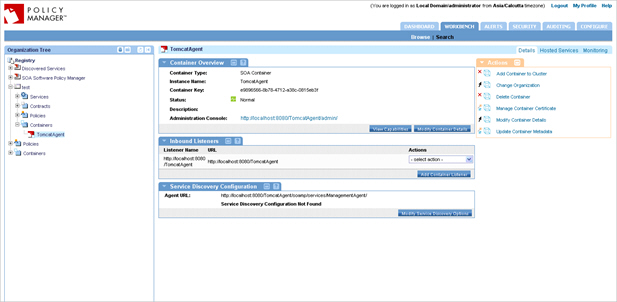 POLICY
MANAGER™
(You are logged in as Local Domain/administrator from Asia/Calcutta timezone) Logout My Profile Help
DASHBOARD WORKBENCH ALERTS SECURITY AUDITING CONFIGURE
Browse Search
Organization Tree
Registry
Discovered Services
SOA Software Policy Manager
test
Services
Contracts
Policies
Containers
TomcatAgent
Policies
Containers
TomcatAgent
Details Hosted Services Monitoring
Container Overview
Container Type: SOA Container
Instance Name: TomcatAgent
Container Key:
Status: Normal
Description:
Administration Console: http://localhost:8080/TomcatAgent/admin/
View Capabilities Modify Container Details
Inbound Listeners
Listener Name URL Actions
http://localhost:8080/TomcatAgent http://localhost:8080/TomcatAgent - select action -
Add Container Listener
Service Discovery Configuration
Agent URL: http://localhost:8080/TomcatAgent/soawp/services/ManagementAgent/
Service Discovery Configuration Not Found
Modify Service Discovery Options
Actions
Add Container to Cluster
Change Organization
Delete Container
Manage Container Certificate
Modify Container Details
Update Container Metadata